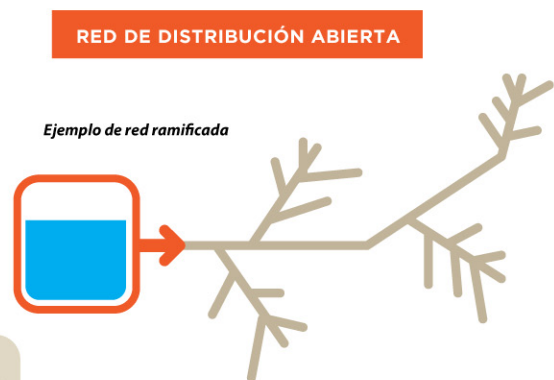 RED DE DISTRIBUCIÓN ABIERTA
Ejemplo de red ramificada